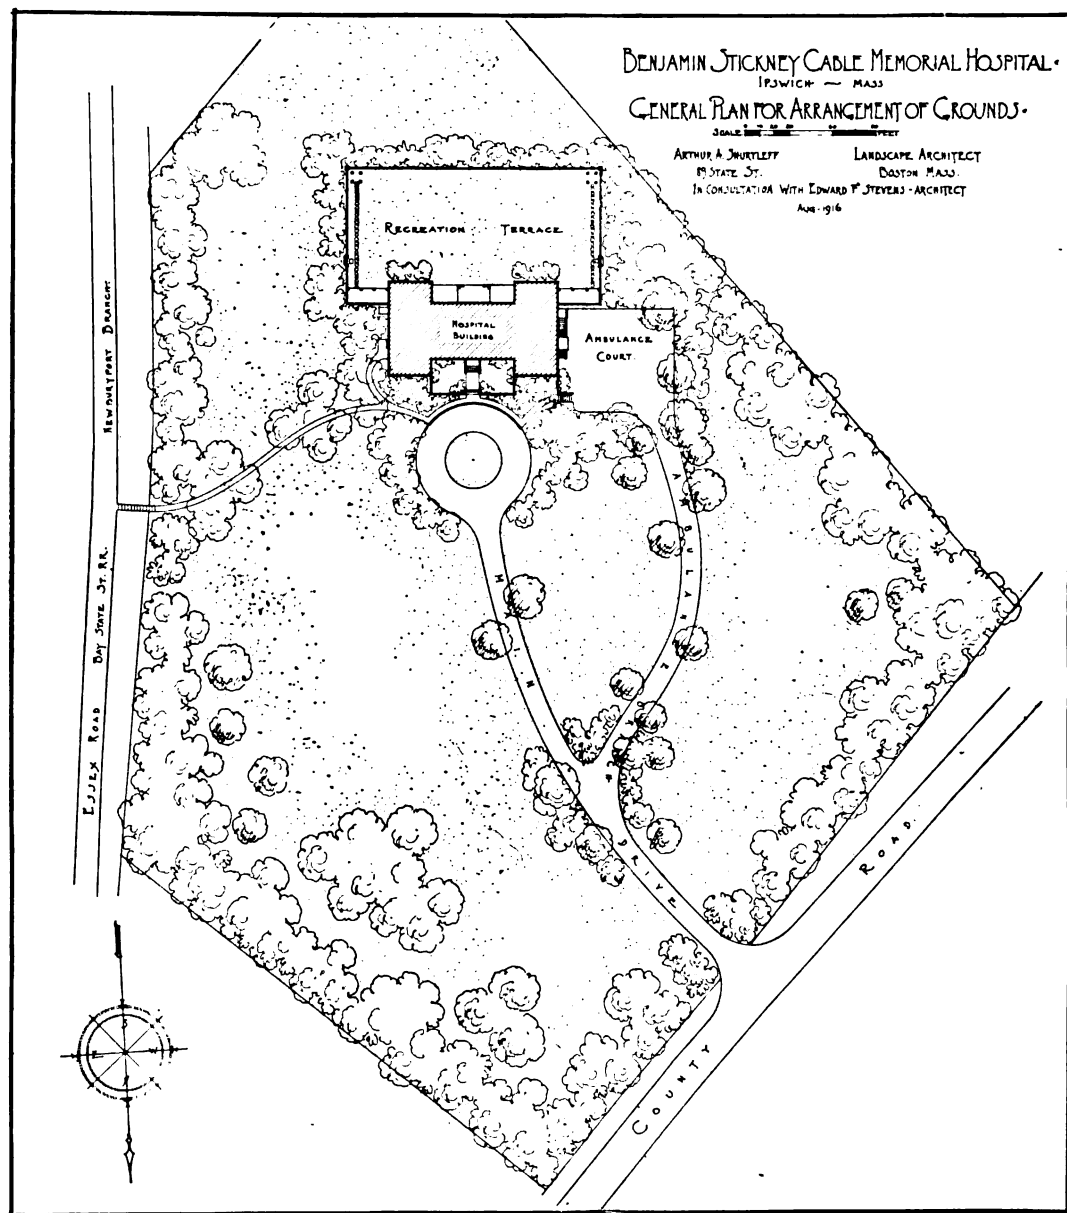 BENJAMIN STICKNEY CABLE MEMORIAL HOSPITAL.
IPSWICH ~ MASS
GENERAL PLAN FOR ARRANGEMENT OF GROUNDS.
SCALE FEET
ARTHUR A. SHURTLEFF LANDSCAPE ARCHITECT
89 STATE ST. BOSTON MASS.
IN CONSULTATION WITH EDWARD F. STEVENS - ARCHITECT
AUG - 1916
RECREATION TERRACE
HOSPITAL
BUILDING
AMBULANCE
COURT.
NEWBURYPORT BRANCH
ESSEX ROAD BAY STATE ST. RR.
MAIN DRIVE
COUNTY ROAD.
S
E